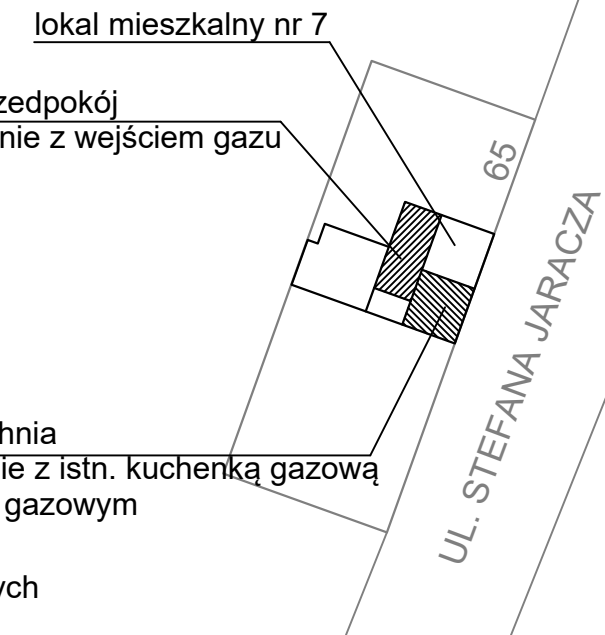 lokal mieszkalny nr 7
zedpokój
nie z wejściem gazu
65
UL. STEFANA JARACZA
hnia
ie z istn. kuchenką gazową
gazowym
ych